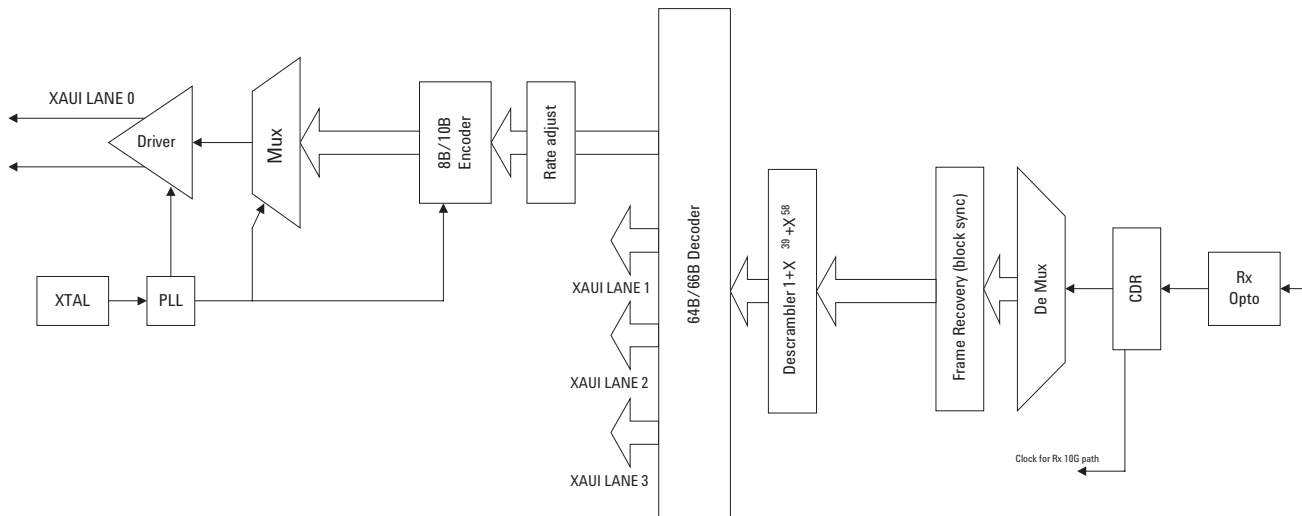 XAUI LANE 0
Driver
Mux
8B/10B
Encoder
Rate adjust
XTAL
PLL
XAUI LANE 1
XAUI LANE 2
XAUI LANE 3
64B/66B Decoder
Descrambler 1+X 39 +X 58
Frame Recovery (block sync)
De Mux
CDR
Rx
Opto
Clock for Rx 10G path